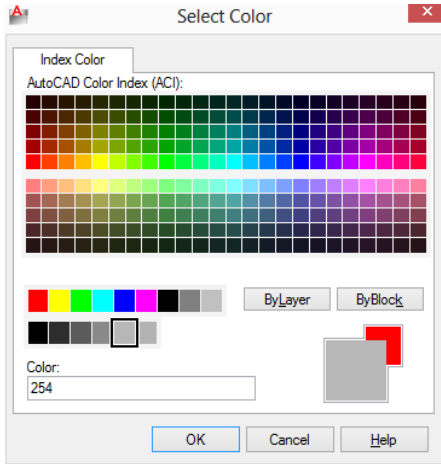 Select Color
Index Color
AutoCAD Color Index (ACI):
ByLayer
ByBlock
Color:
254
OK
Cancel
Help